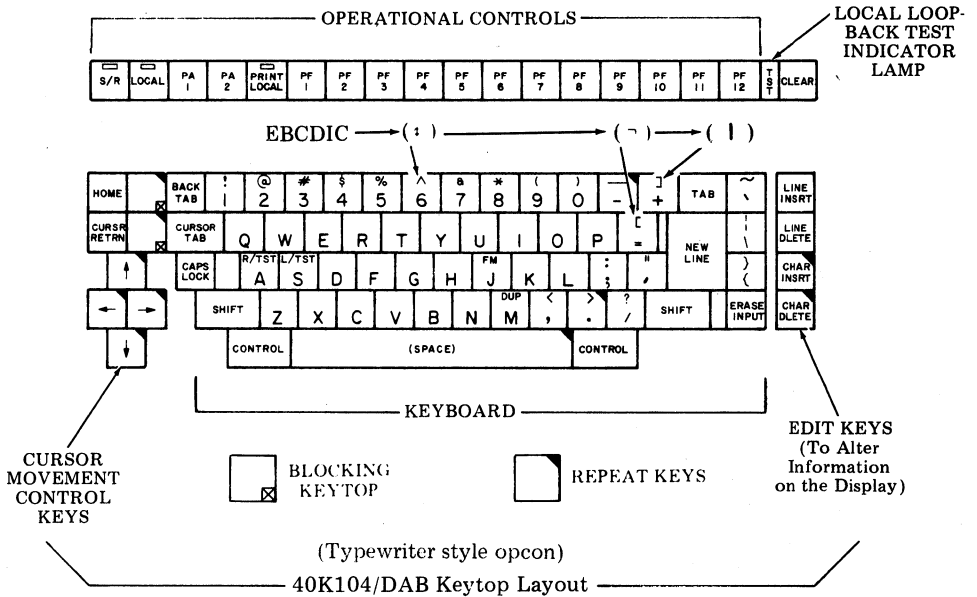 OPERATIONAL CONTROLS
LOCAL LOOP-
BACK TEST
INDICATOR
LAMP
S/R LOCAL PA 1 PA 2 PRINT LOCAL PF 1 PF 2 PF 3 PF 4 PF 5 PF 6 PF 7 PF 8 PF 9 PF 10 PF 11 PF 12 TST CLEAR
EBCDIC ( : ) ( ¬ ) ( | )
HOME BACK TAB ! 1 @ 2 # 3 $ 4 % 5 ^ 6 & 7 * 8 ( 9 ) 0 — - ] + TAB ~ ` LINE INSRT
CURSR RETRN CURSOR TAB Q W E R T Y U I O P [ = NEW LINE ¦ \ LINE DLETE
↑ CAPS LOCK R/TST A L/TST S D F G H FM J K L : ; " ' } { CHAR INSRT
← → SHIFT Z X C V B N DUP M < , > . ? / SHIFT ERASE INPUT CHAR DLETE
↓ CONTROL (SPACE) CONTROL
KEYBOARD
CURSOR
MOVEMENT
CONTROL
KEYS
BLOCKING
KEYTOP
REPEAT KEYS
EDIT KEYS
(To Alter
Information
on the Display)
(Typewriter style opcon)
40K104/DAB Keytop Layout